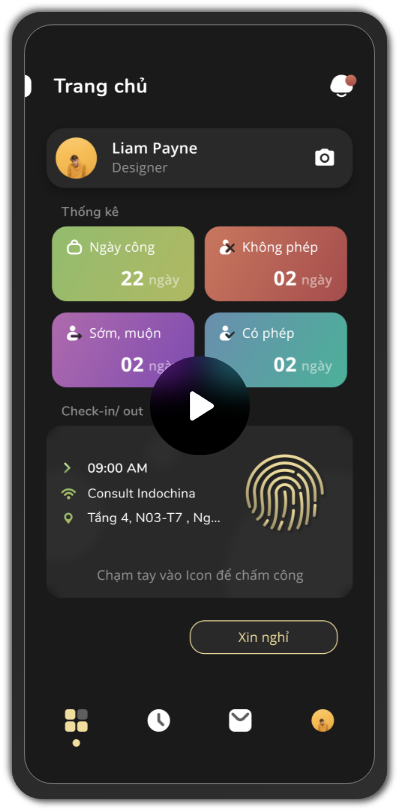 Trang chủ
Liam Payne
Designer
Thống kê
Ngày công
22 ngày
Không phép
02 ngày
Sớm, muộn
02 ngày
Có phép
02 ngày
Check-in/ out
09:00 AM
Consult Indochina
Tầng 4, N03-T7 , Ng...
Chạm tay vào Icon để chấm công
Xin nghỉ